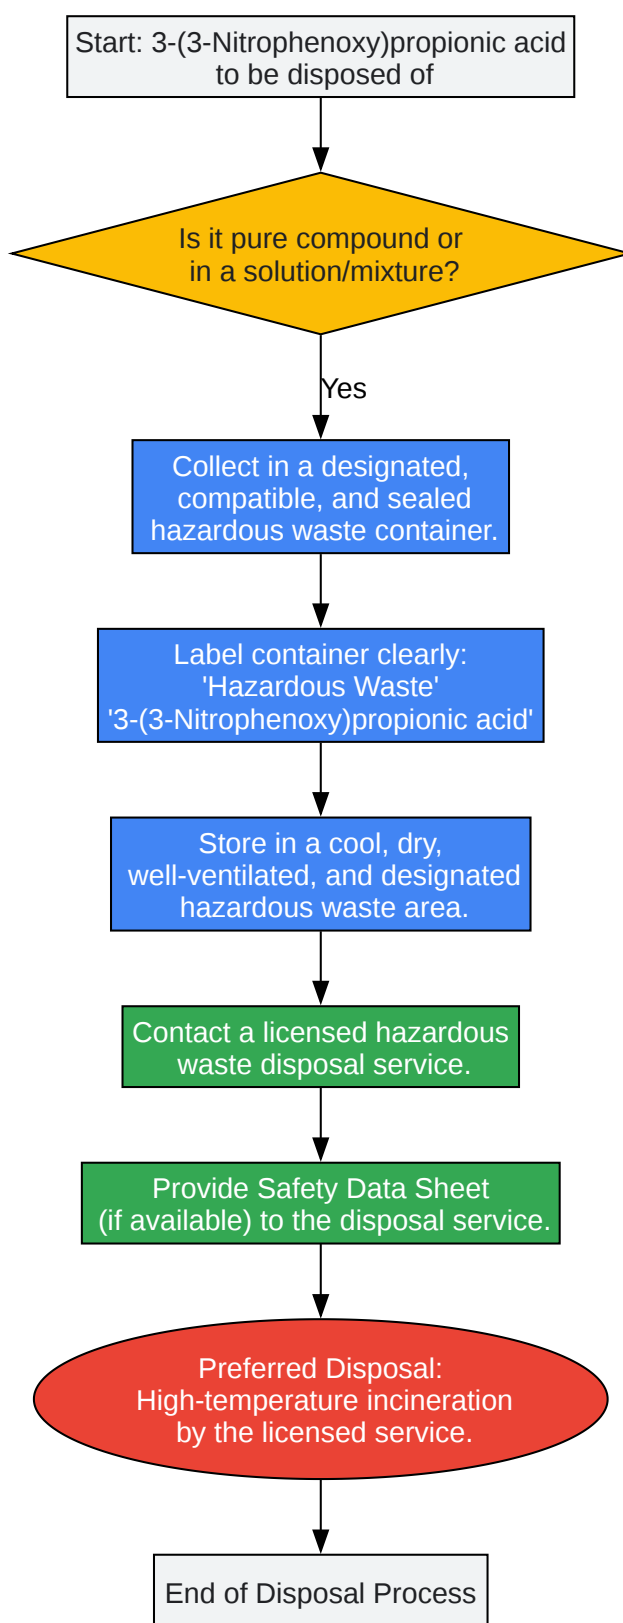 Start: 3-(3-Nitrophenoxy)propionic acid
to be disposed of
Is it pure compound or
in a solution/mixture?
Yes
Collect in a designated,
compatible, and sealed
hazardous waste container.
Label container clearly:
'Hazardous Waste'
'3-(3-Nitrophenoxy)propionic acid'
Store in a cool, dry,
well-ventilated, and designated
hazardous waste area.
Contact a licensed hazardous
waste disposal service.
Provide Safety Data Sheet
(if available) to the disposal service.
Preferred Disposal:
High-temperature incineration
by the licensed service.
End of Disposal Process